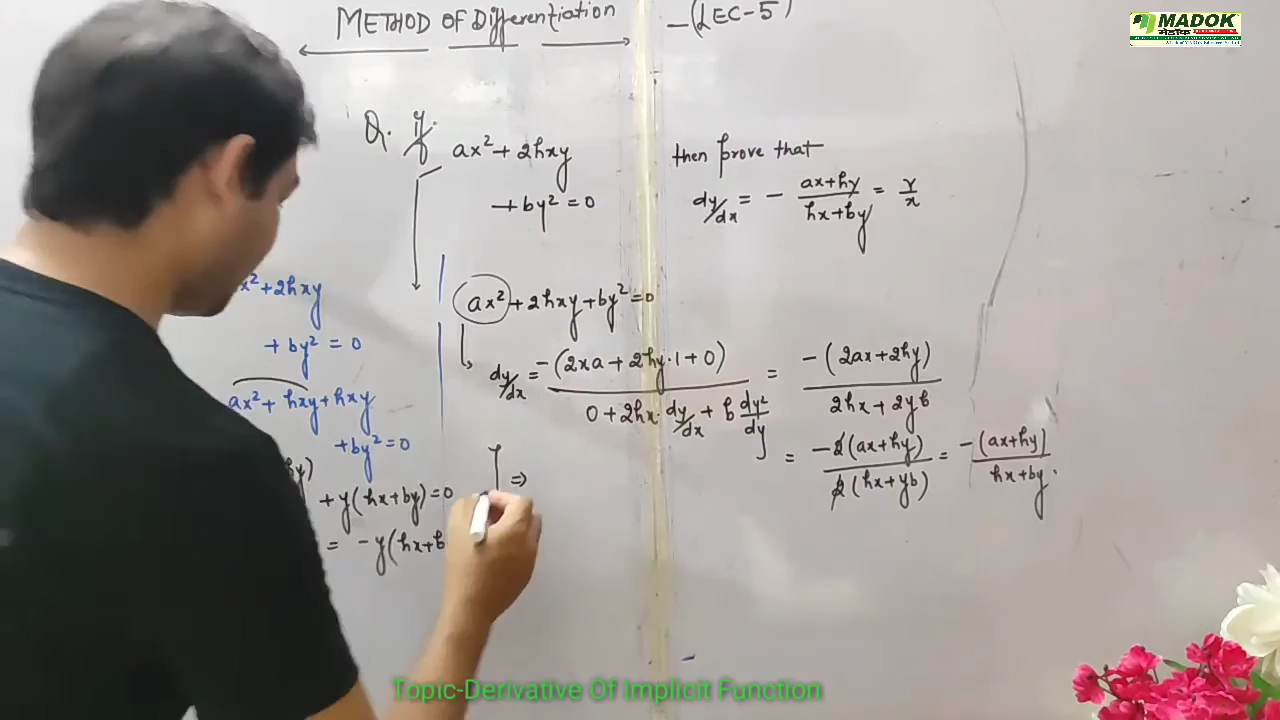 METHOD OF Differentiation - (LEC-5)
MADOK
Q. If ax² + 2hxy
+ by² = 0
then prove that
dy/dx = - (ax+hy)/(hx+by) = y/x
x² + 2hxy
+ by² = 0
ax² + hxy + hxy
+ by² = 0
by)
+ y(hx+by) = 0
= - y(hx+b
ax² + 2hxy + by² = 0
dy/dx = -(2xa + 2hy·1 + 0) / 0 + 2hx·dy/dx + b dy²/dy = -(2ax+2hy) / 2hx + 2yb
= -2(ax+hy) / 2(hx+yb) = -(ax+hy) / hx+by.
⇒
Topic-Derivative Of Implicit Function